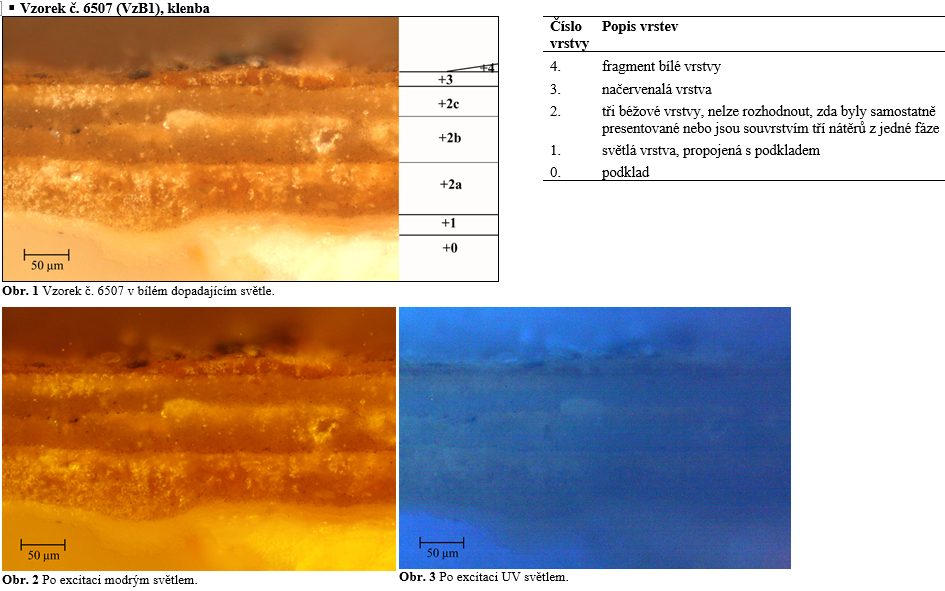 ▪ Vzorek č. 6507 (VzB1), klenba
+4
+3
+2c
+2b
+2a
+1
+0
50 µm
Obr. 1 Vzorek č. 6507 v bílém dopadajícím světle.
Číslo vrstvy Popis vrstev
4. fragment bílé vrstvy
3. načervenalá vrstva
2. tři béžové vrstvy, nelze rozhodnout, zda byly samostatně
presentované nebo jsou souvrstvím tří nátěrů z jedné fáze
1. světlá vrstva, propojená s podkladem
0. podklad
50 µm
Obr. 2 Po excitaci modrým světlem.
50 µm
Obr. 3 Po excitaci UV světlem.